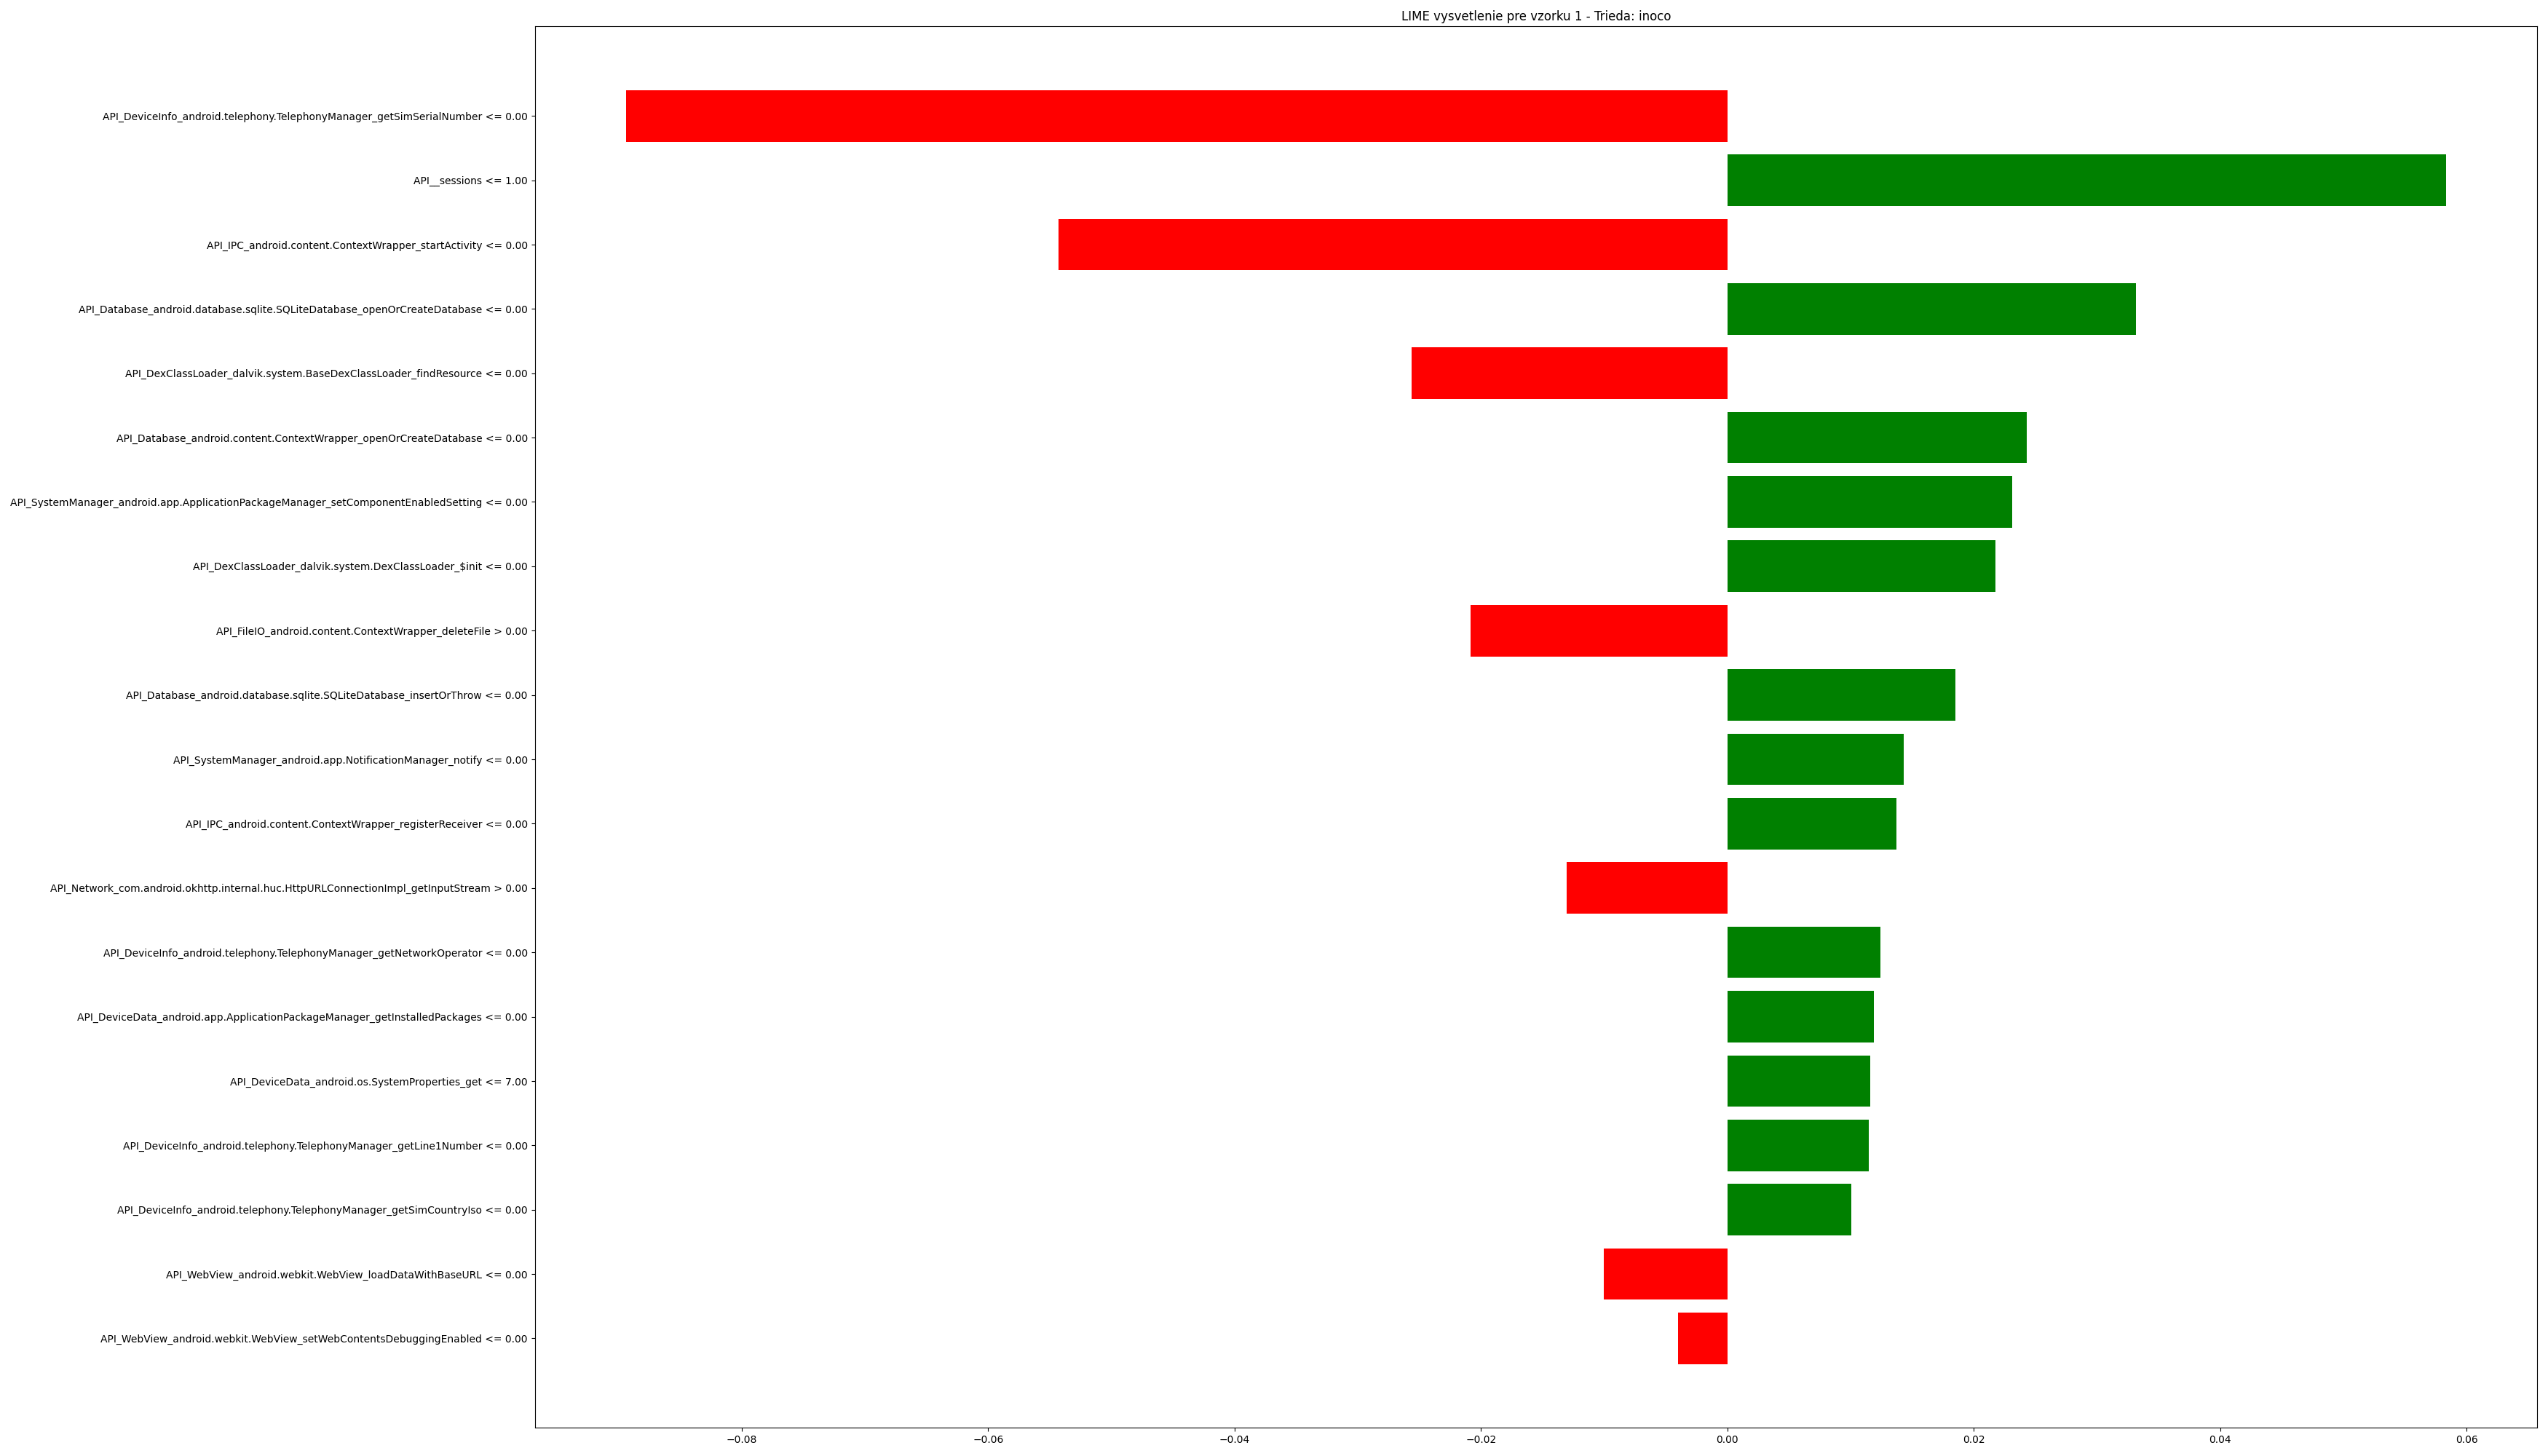 LIME vysvetlenie pre vzorku 1 - Trieda: inoco
API_DeviceInfo_android.telephony.TelephonyManager_getSimSerialNumber <= 0.00
API__sessions <= 1.00
API_IPC_android.content.ContextWrapper_startActivity <= 0.00
API_Database_android.database.sqlite.SQLiteDatabase_openOrCreateDatabase <= 0.00
API_DexClassLoader_dalvik.system.BaseDexClassLoader_findResource <= 0.00
API_Database_android.content.ContextWrapper_openOrCreateDatabase <= 0.00
API_SystemManager_android.app.ApplicationPackageManager_setComponentEnabledSetting <= 0.00
API_DexClassLoader_dalvik.system.DexClassLoader_$init <= 0.00
API_FileIO_android.content.ContextWrapper_deleteFile > 0.00
API_Database_android.database.sqlite.SQLiteDatabase_insertOrThrow <= 0.00
API_SystemManager_android.app.NotificationManager_notify <= 0.00
API_IPC_android.content.ContextWrapper_registerReceiver <= 0.00
API_Network_com.android.okhttp.internal.huc.HttpURLConnectionImpl_getInputStream > 0.00
API_DeviceInfo_android.telephony.TelephonyManager_getNetworkOperator <= 0.00
API_DeviceData_android.app.ApplicationPackageManager_getInstalledPackages <= 0.00
API_DeviceData_android.os.SystemProperties_get <= 7.00
API_DeviceInfo_android.telephony.TelephonyManager_getLine1Number <= 0.00
API_DeviceInfo_android.telephony.TelephonyManager_getSimCountryIso <= 0.00
API_WebView_android.webkit.WebView_loadDataWithBaseURL <= 0.00
API_WebView_android.webkit.WebView_setWebContentsDebuggingEnabled <= 0.00
−0.08 −0.06 −0.04 −0.02 0.00 0.02 0.04 0.06